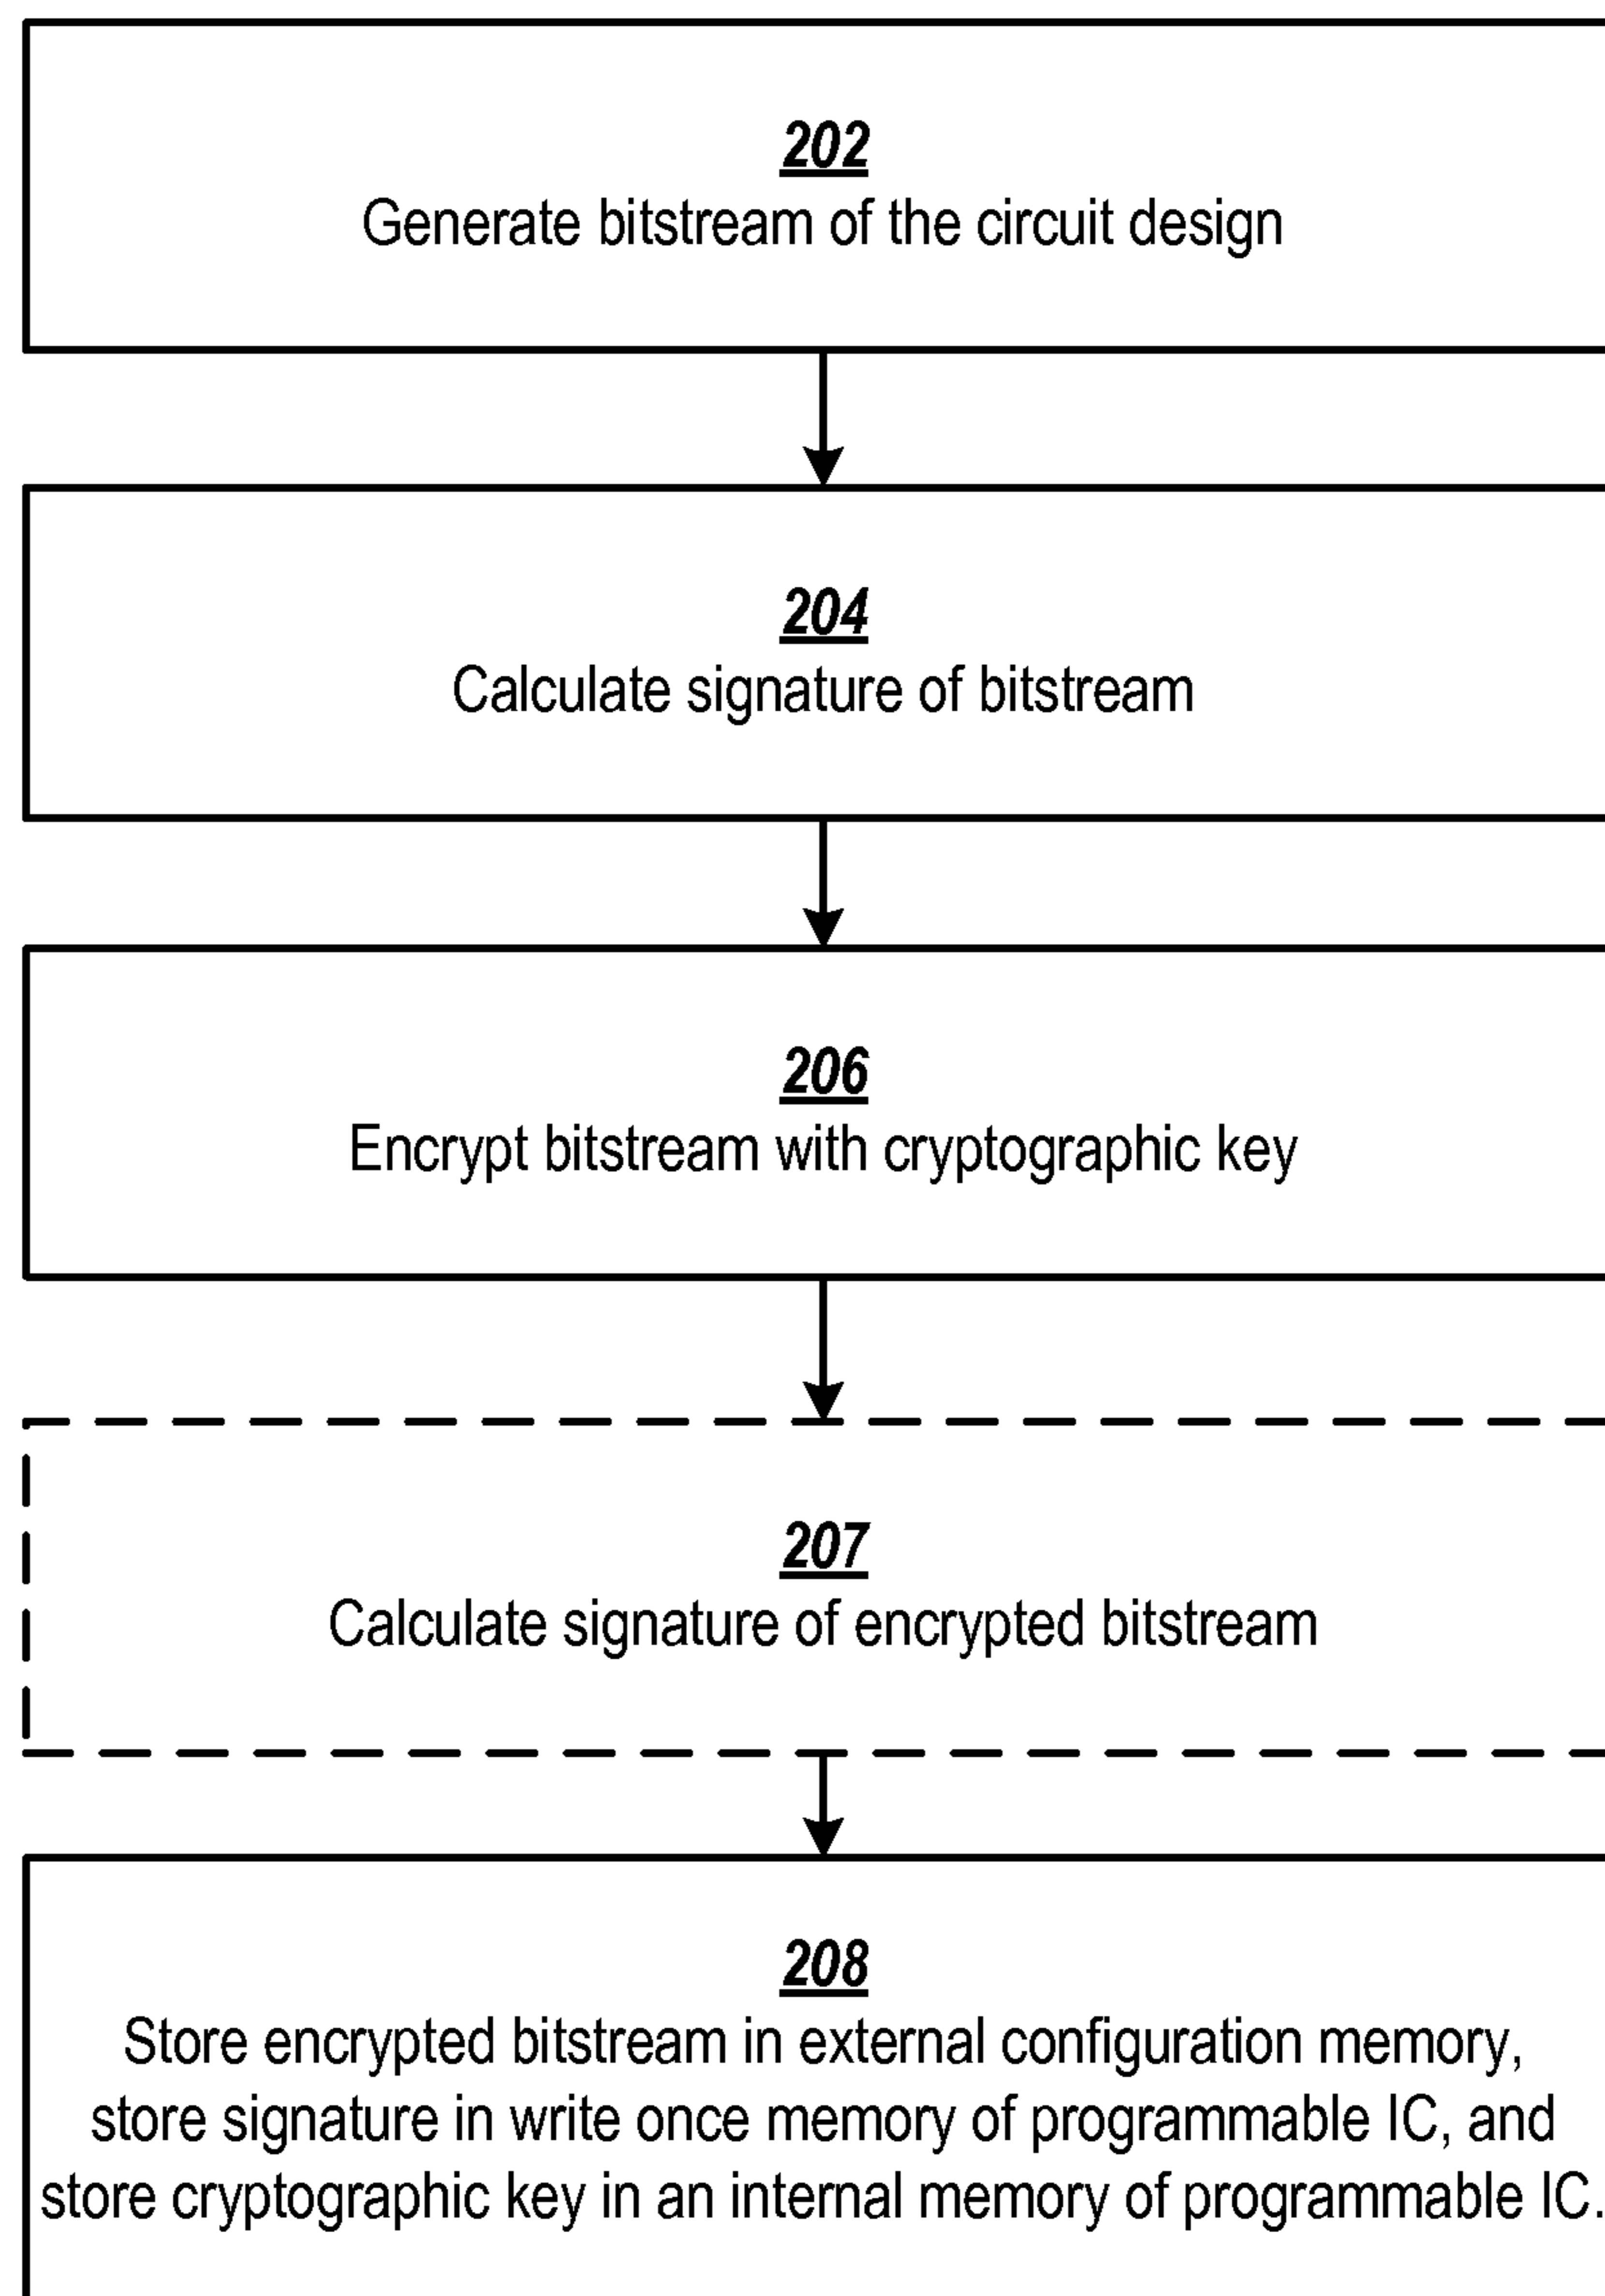 202
Generate bitstream of the circuit design
204
Calculate signature of bitstream
206
Encrypt bitstream with cryptographic key
207
Calculate signature of encrypted bitstream
208
Store encrypted bitstream in external configuration memory,
store signature in write once memory of programmable IC, and
store cryptographic key in an internal memory of programmable IC.